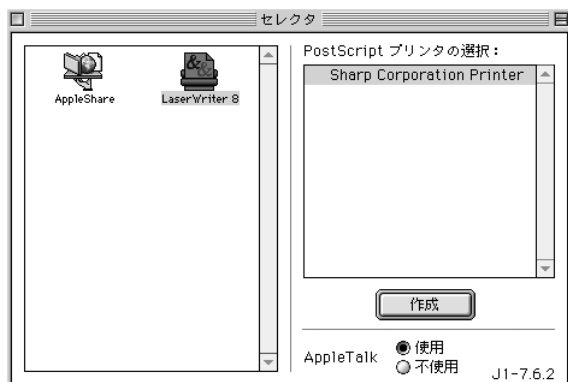 セレクタ
AppleShare
LaserWriter 8
PostScript プリンタの選択：
Sharp Corporation Printer
作成
AppleTalk
使用
不使用
J1-7.6.2